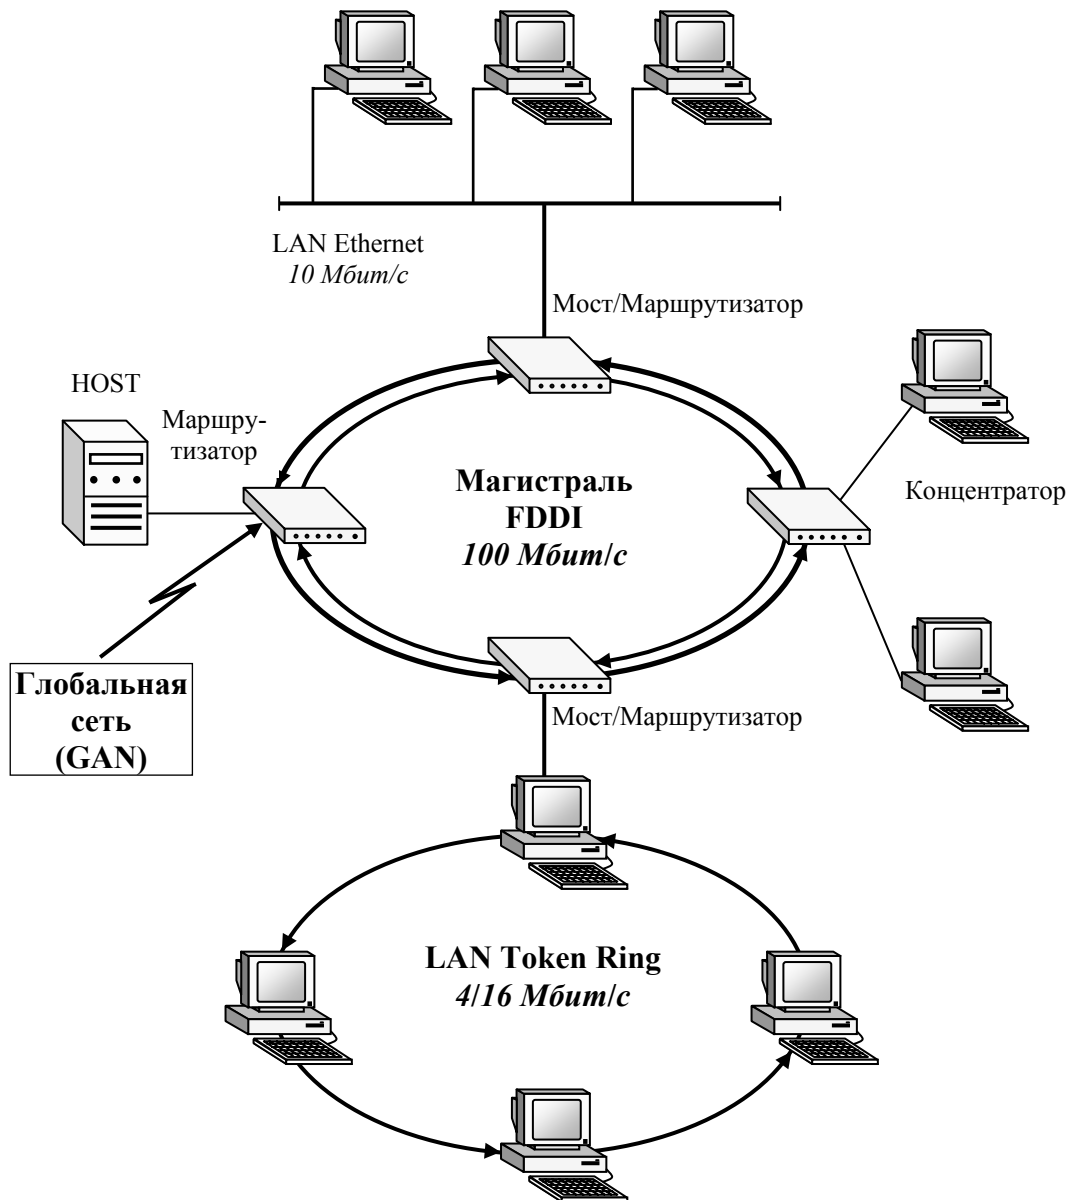 LAN Ethernet
10 Мбит/с
Мост/Маршрутизатор
HOST
Маршру-
тизатор
Магистраль
FDDI
100 Мбит/с
Концентратор
Глобальная
сеть
(GAN)
Мост/Маршрутизатор
LAN Token Ring
4/16 Мбит/с